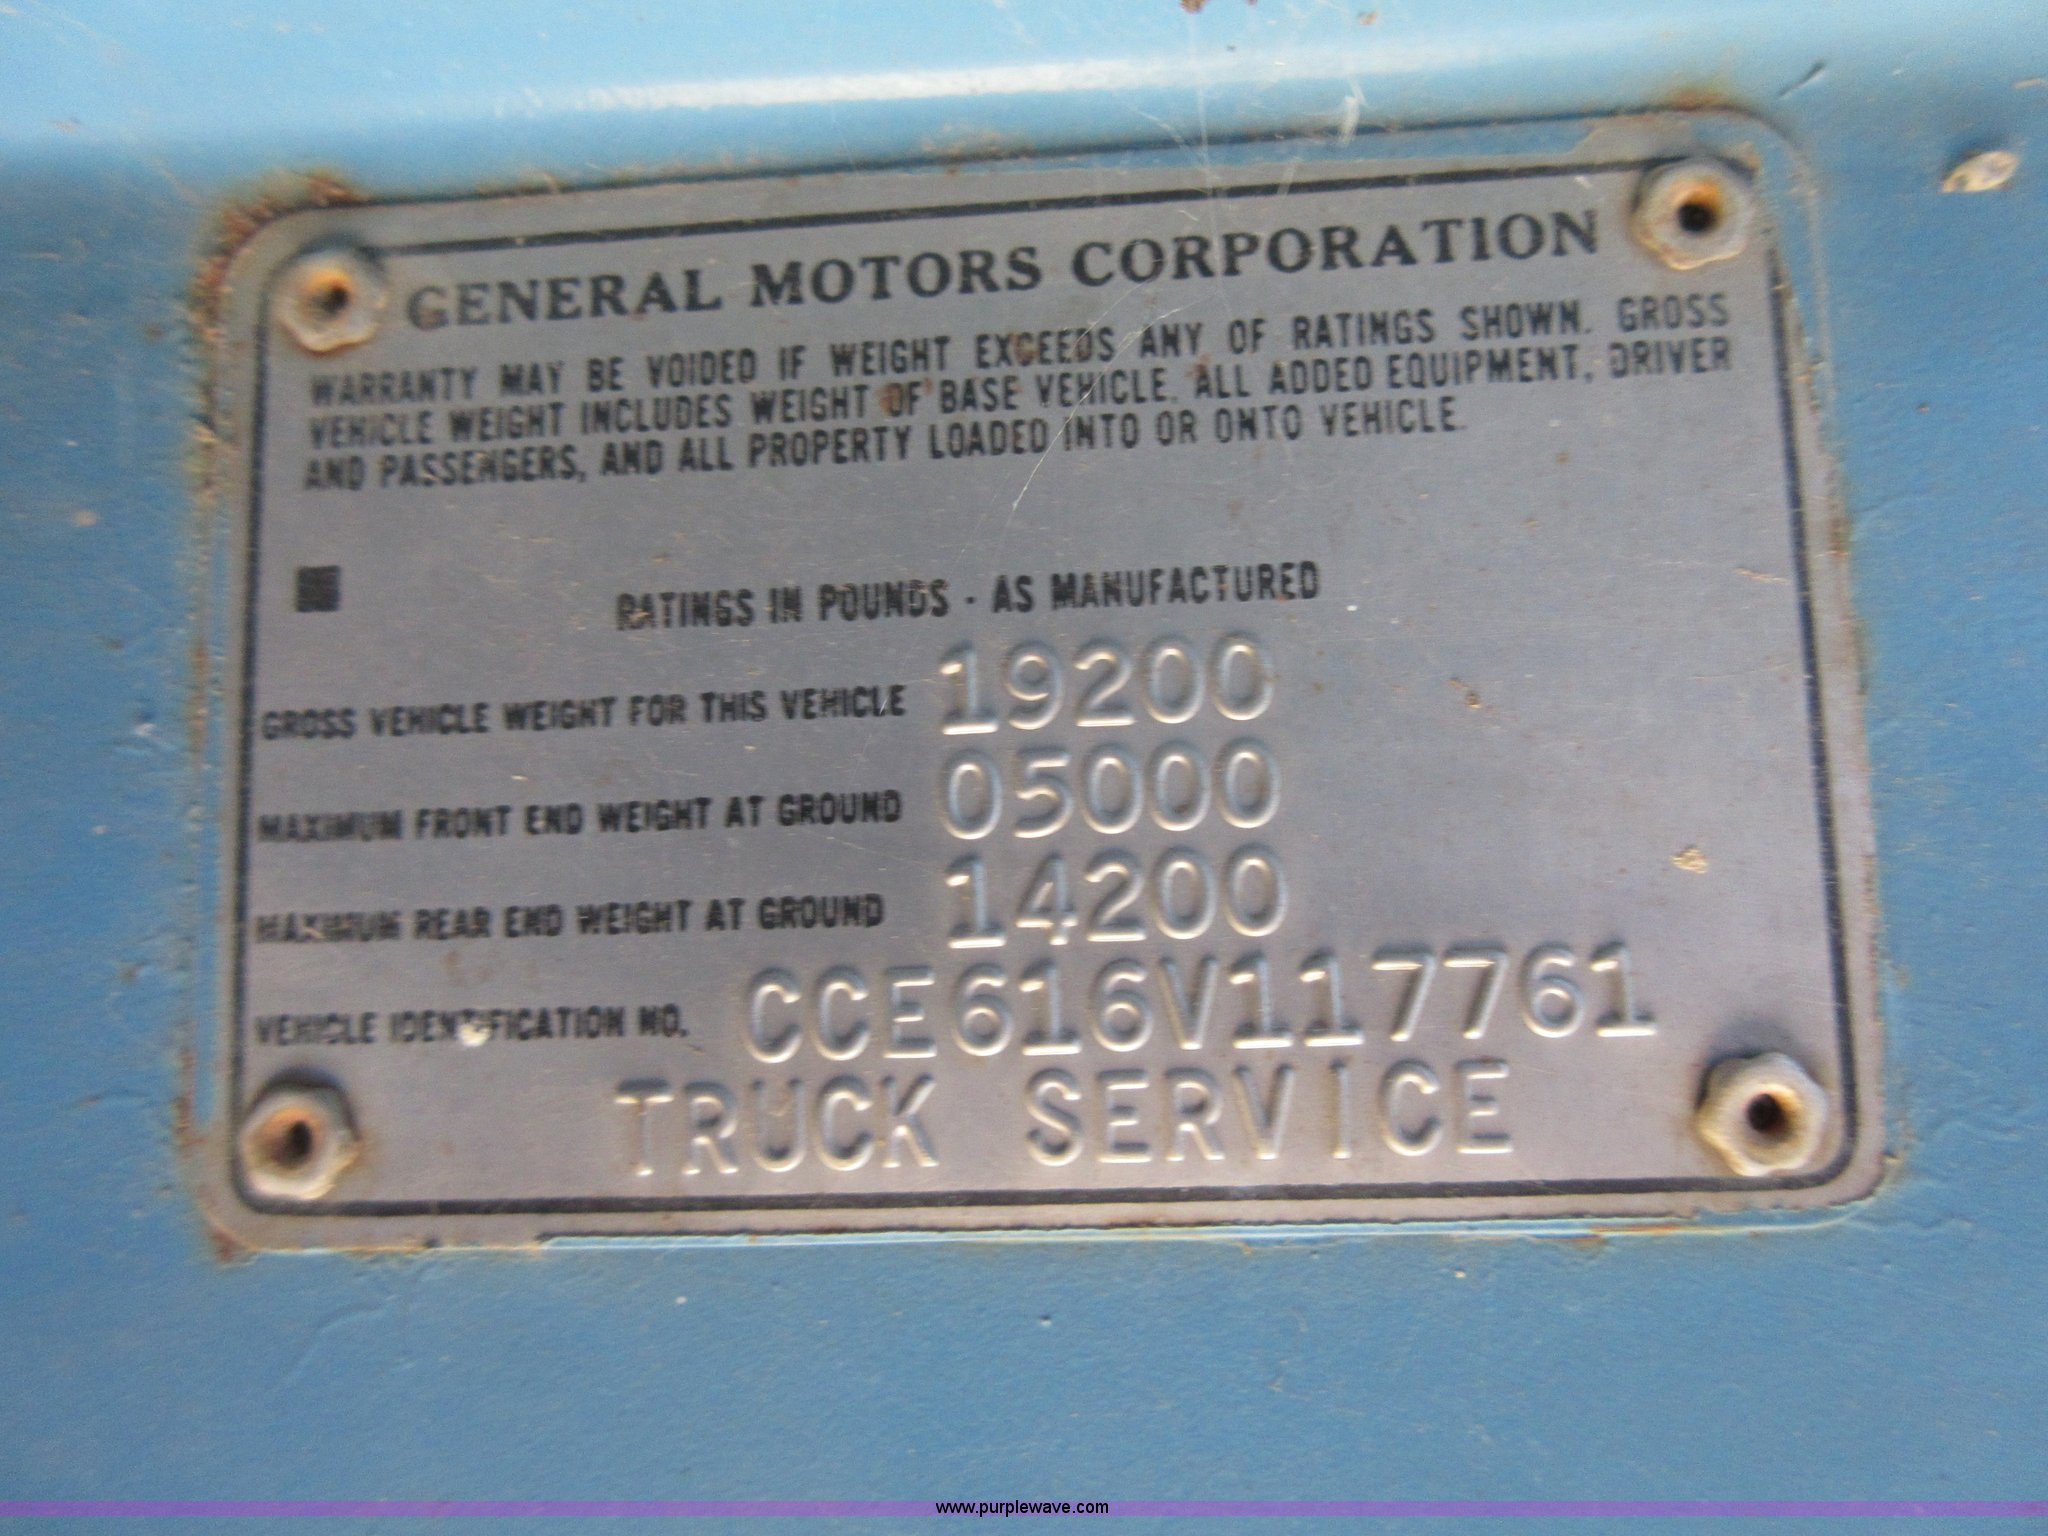 GENERAL MOTORS CORPORATION
WARRANTY MAY BE VOIDED IF WEIGHT EXCEEDS ANY OF RATINGS SHOWN. GROSS
VEHICLE WEIGHT INCLUDES WEIGHT OF BASE VEHICLE. ALL ADDED EQUIPMENT, DRIVER
AND PASSENGERS, AND ALL PROPERTY LOADED INTO OR ONTO VEHICLE.
RATINGS IN POUNDS - AS MANUFACTURED
GROSS VEHICLE WEIGHT FOR THIS VEHICLE 19200
MAXIMUM FRONT END WEIGHT AT GROUND 05000
MAXIMUM REAR END WEIGHT AT GROUND 14200
VEHICLE IDENTIFICATION NO. CCE616V117761
TRUCK SERVICE
www.purplewave.com